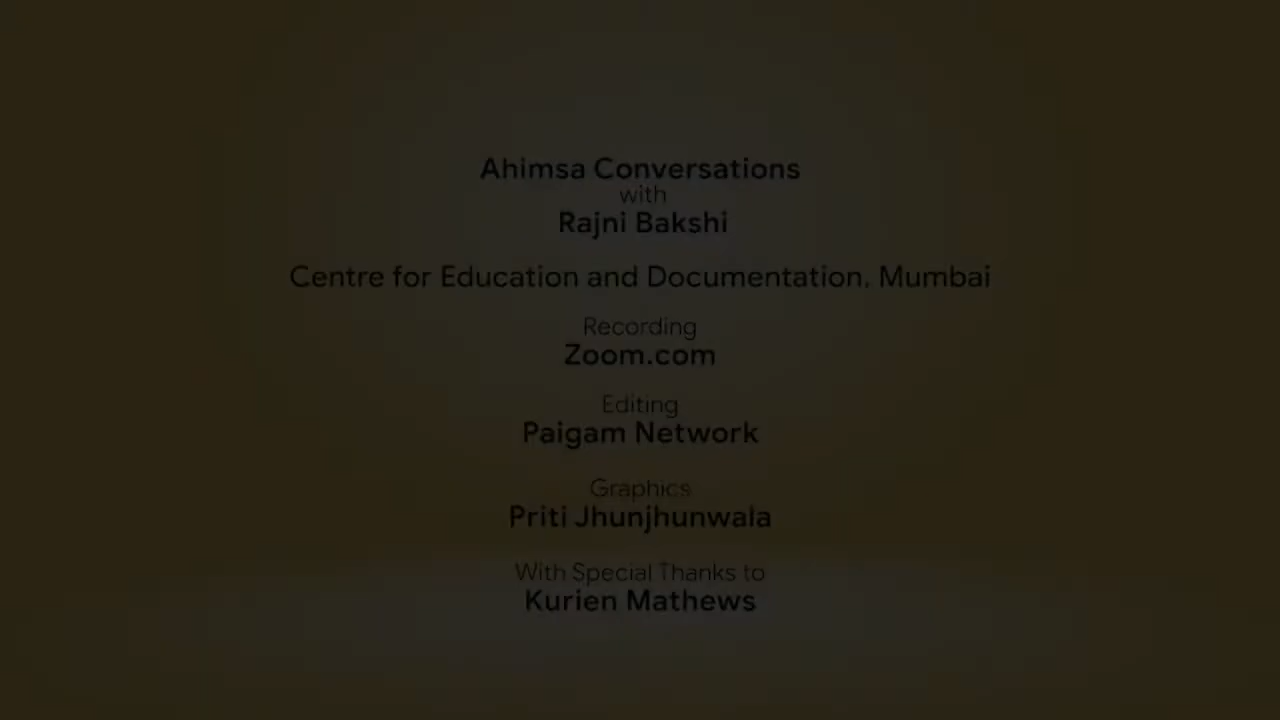 Ahimsa Conversations
with
Rajni Bakshi
Centre for Education and Documentation, Mumbai
Recording
Zoom.com
Editing
Paigam Network
Graphics
Priti Jhunjhunwala
With Special Thanks to
Kurien Mathews